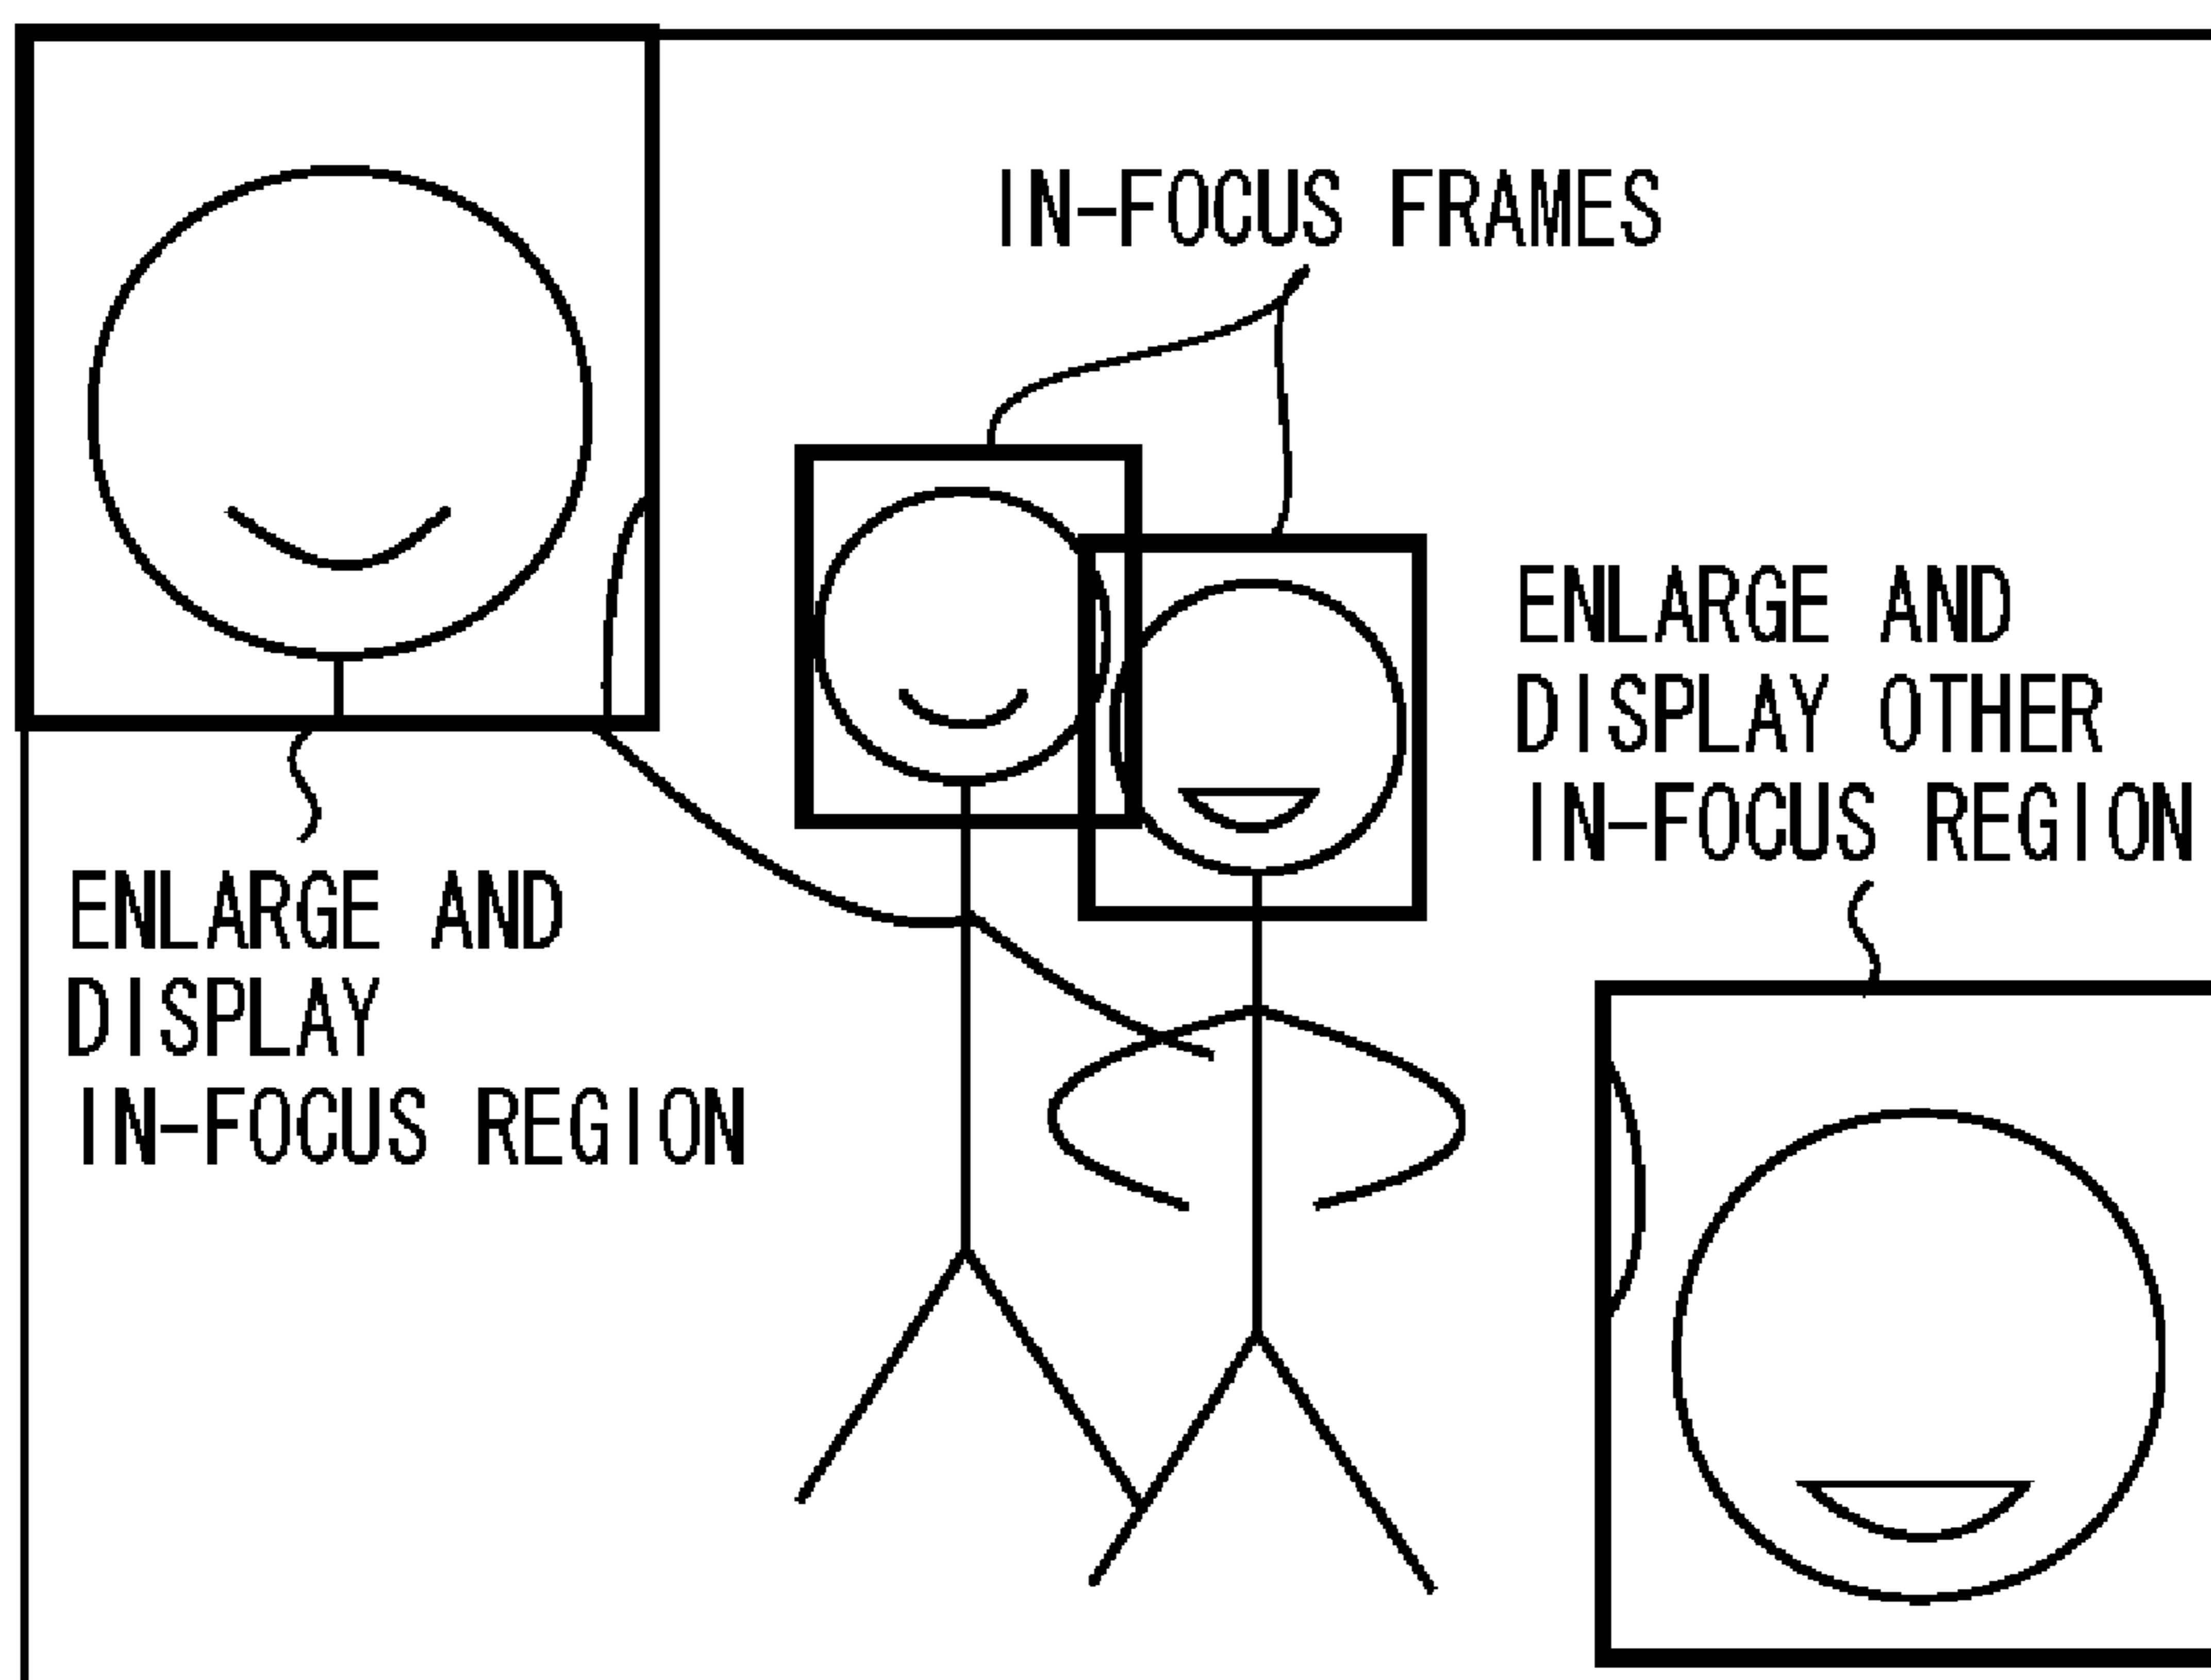 IN-FOCUS FRAMES
ENLARGE AND
DISPLAY OTHER
IN-FOCUS REGION
ENLARGE AND
DISPLAY
IN-FOCUS REGION